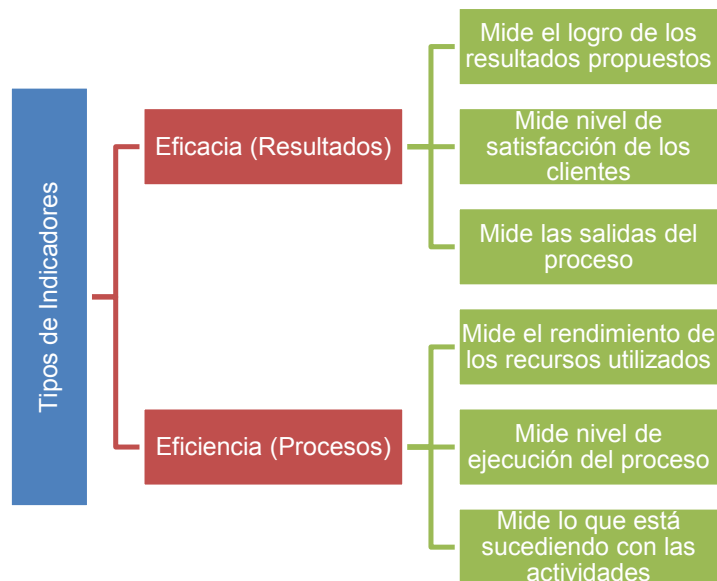 Tipos de Indicadores
Eficacia (Resultados)
Mide el logro de los
resultados propuestos
Mide nivel de
satisfacción de los
clientes
Mide las salidas del
proceso
Eficiencia (Procesos)
Mide el rendimiento de
los recursos utilizados
Mide nivel de
ejecución del proceso
Mide lo que está
sucediendo con las
actividades